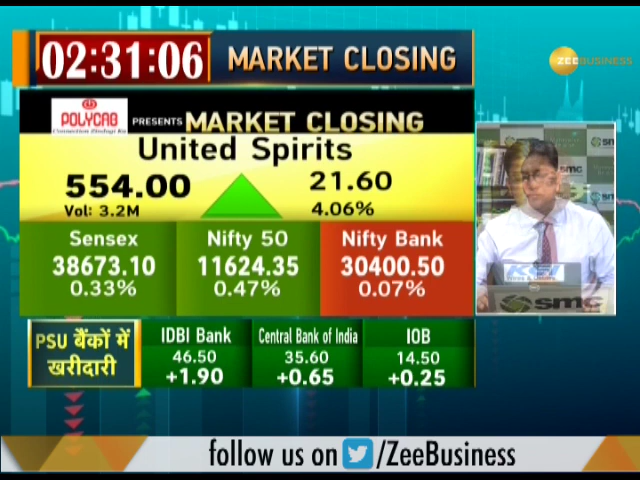 02:31:06 MARKET CLOSING
ZEEBUSINESS
POLYCAB
PRESENTS MARKET CLOSING
United Spirits
554.00 21.60
Vol: 3.2M 4.06%
Sensex Nifty 50 Nifty Bank
38673.10 11624.35 30400.50
0.33% 0.47% 0.07%
smc
smc
PSU बैंकों में
खरीदारी
IDBI Bank Central Bank of India IOB
46.50 35.60 14.50
+1.90 +0.65 +0.25
follow us on /ZeeBusiness